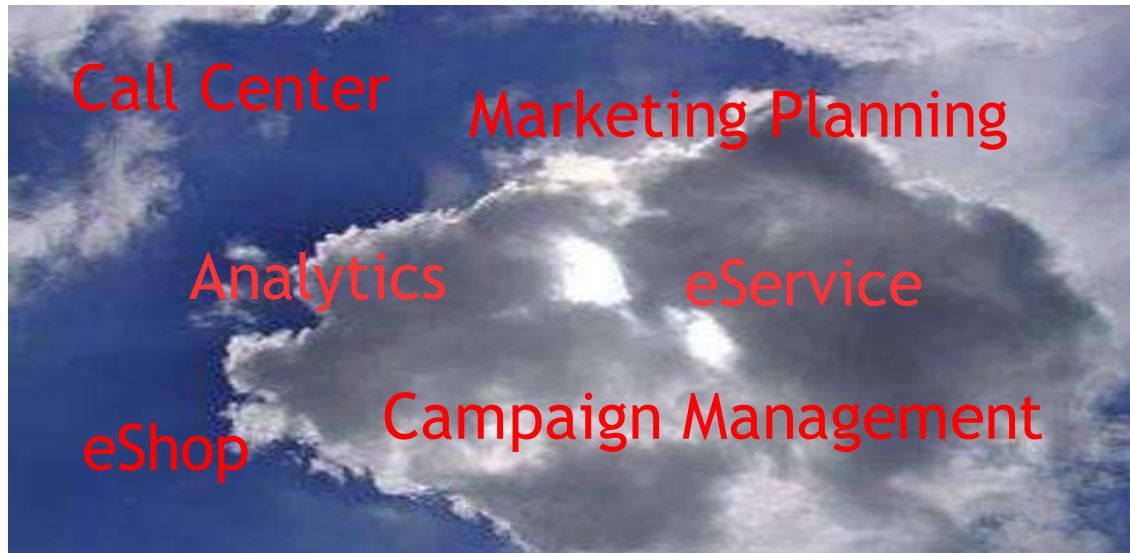 Call Center
Marketing Planning
Analytics
eService
Campaign Management
eShop